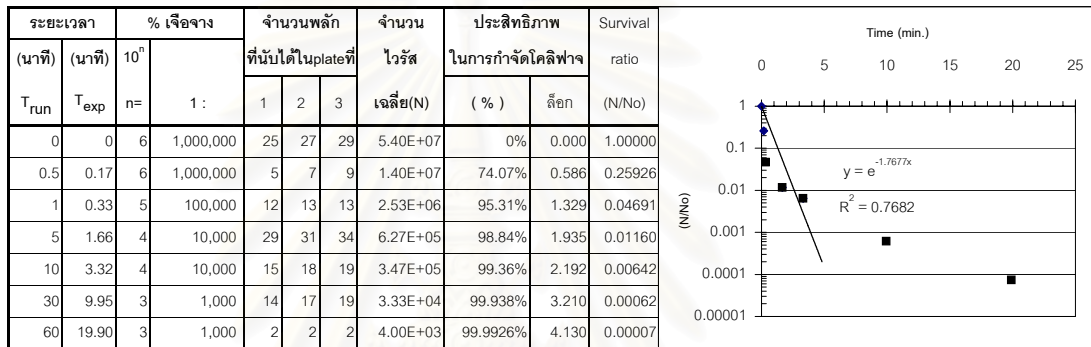 ระยะเวลา % เจือจาง จำนวนพลัก จำนวน ประสิทธิภาพ Survival
(นาที) (นาที) 10ⁿ ที่นับได้ในplateที่ ไวรัส ในการกำจัดโคลิฟาจ ratio
Trun Texp n= 1 : 1 2 3 เฉลี่ย(N) ( % ) ล็อก (N/No)
0 0 6 1,000,000 25 27 29 5.40E+07 0% 0.000 1.00000
0.5 0.17 6 1,000,000 5 7 9 1.40E+07 74.07% 0.586 0.25926
1 0.33 5 100,000 12 13 13 2.53E+06 95.31% 1.329 0.04691
5 1.66 4 10,000 29 31 34 6.27E+05 98.84% 1.935 0.01160
10 3.32 4 10,000 15 18 19 3.47E+05 99.36% 2.192 0.00642
30 9.95 3 1,000 14 17 19 3.33E+04 99.938% 3.210 0.00062
60 19.90 3 1,000 2 2 2 4.00E+03 99.9926% 4.130 0.00007
Time (min.)
0 5 10 15 20 25
1
0.1
0.01
0.001
0.0001
0.00001
(N/No)
y = e^-1.7677x
R² = 0.7682